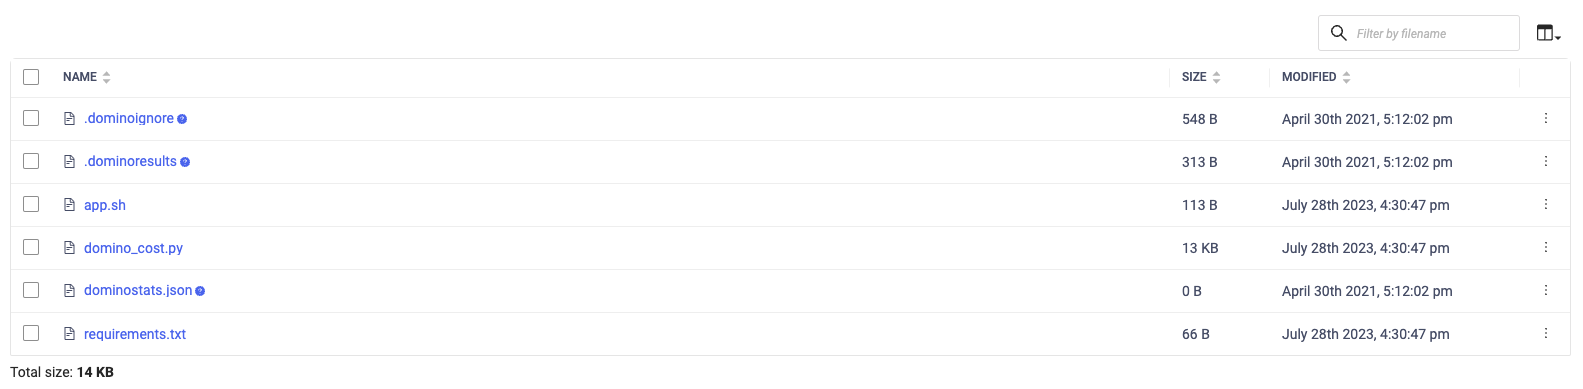 Filter by filename
NAME SIZE MODIFIED
.dominoignore ? 548 B April 30th 2021, 5:12:02 pm
.dominoresults ? 313 B April 30th 2021, 5:12:02 pm
app.sh 113 B July 28th 2023, 4:30:47 pm
domino_cost.py 13 KB July 28th 2023, 4:30:47 pm
dominostats.json ? 0 B April 30th 2021, 5:12:02 pm
requirements.txt 66 B July 28th 2023, 4:30:47 pm
Total size: 14 KB